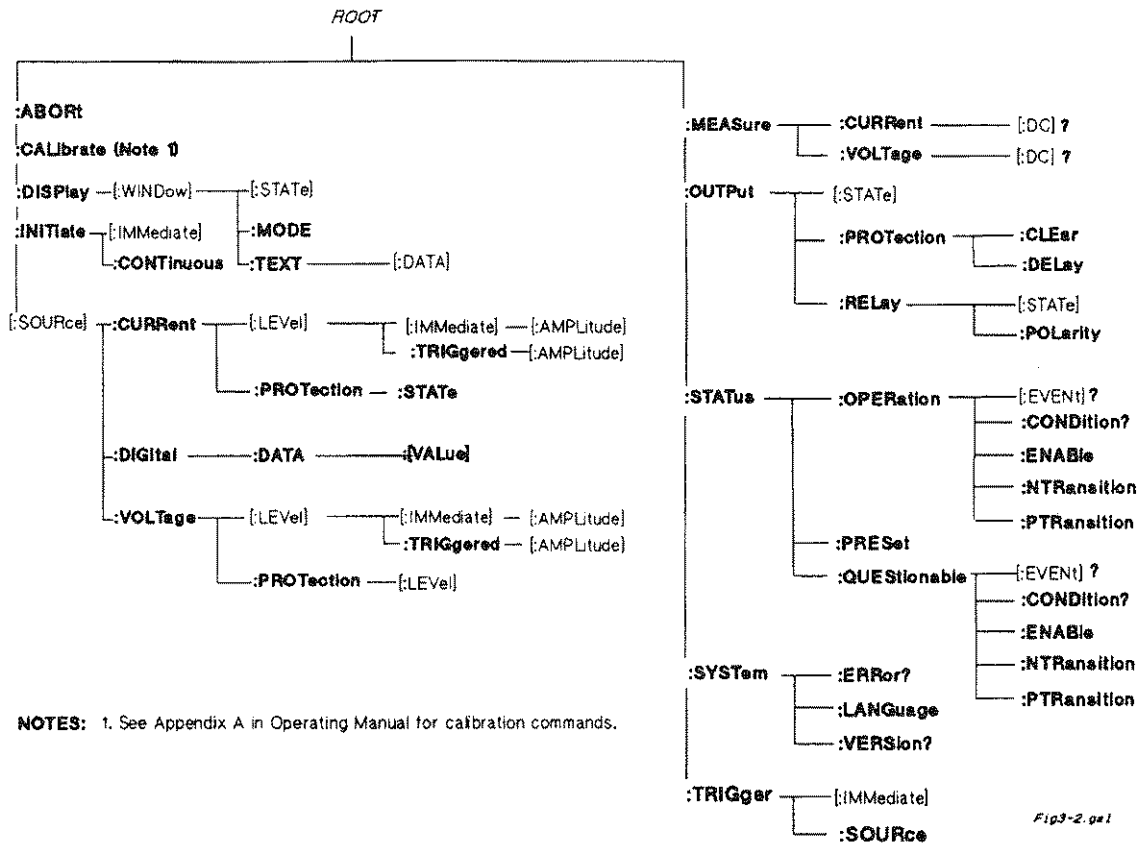 ROOT
:ABORt
:CALIbrate (Note 1)
:DISPlay [:WINDow] [:STATe]
:MODE
:TEXT [:DATA]
:INITiate [:IMMediate]
:CONTinuous
[:SOURce] :CURRent [:LEVel] [:IMMediate] [:AMPLitude]
:TRIGgered [:AMPLitude]
:PROTection :STATe
:DIGital :DATA :[VALue]
:VOLTage [:LEVel] [:IMMediate] [:AMPLitude]
:TRIGgered [:AMPLitude]
:PROTection [:LEVel]
NOTES: 1. See Appendix A in Operating Manual for calibration commands.
:MEASure :CURRent [:DC] ?
:VOLTage [:DC] ?
:OUTPut [:STATe]
:PROTection :CLEar
:DELay
:RELay [:STATe]
:POLarity
:STATus :OPERation [:EVENt] ?
:CONDition?
:ENABle
:NTRansition
:PTRansition
:PRESet
:QUEStionable [:EVENt] ?
:CONDition?
:ENABle
:NTRansition
:PTRansition
:SYSTem :ERRor?
:LANGuage
:VERSion?
:TRIGger [:IMMediate]
:SOURce
Fig3-2.gal